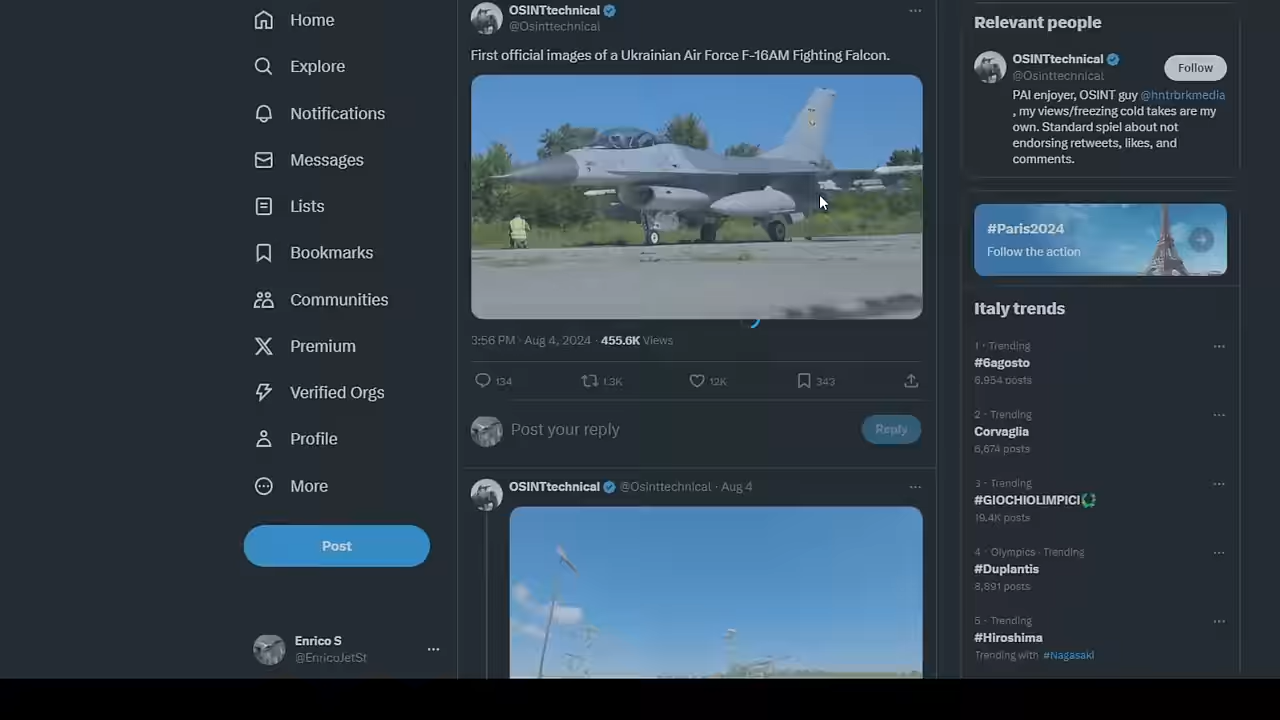 Home
Explore
Notifications
Messages
Lists
Bookmarks
Communities
Premium
Verified Orgs
Profile
More
Post
Enrico S
@EnricoJetSt
OSINTtechnical
@Osinttechnical
First official images of a Ukrainian Air Force F-16AM Fighting Falcon.
3:56 PM · Aug 4, 2024 · 455.6K Views
134
1.3K
12K
343
Post your reply
Reply
OSINTtechnical @Osinttechnical · Aug 4
Relevant people
OSINTtechnical
@Osinttechnical
Follow
PAI enjoyer, OSINT guy @hntrbrkmedia
, my views/freezing cold takes are my
own. Standard spiel about not
endorsing retweets, likes, and
comments.
#Paris2024
Follow the action
Italy trends
1 · Trending
#6agosto
6,954 posts
2 · Trending
Corvaglia
6,674 posts
3 · Trending
#GIOCHIOLIMPICI
19.4K posts
4 · Olympics · Trending
#Duplantis
8,891 posts
5 · Trending
#Hiroshima
Trending with #Nagasaki